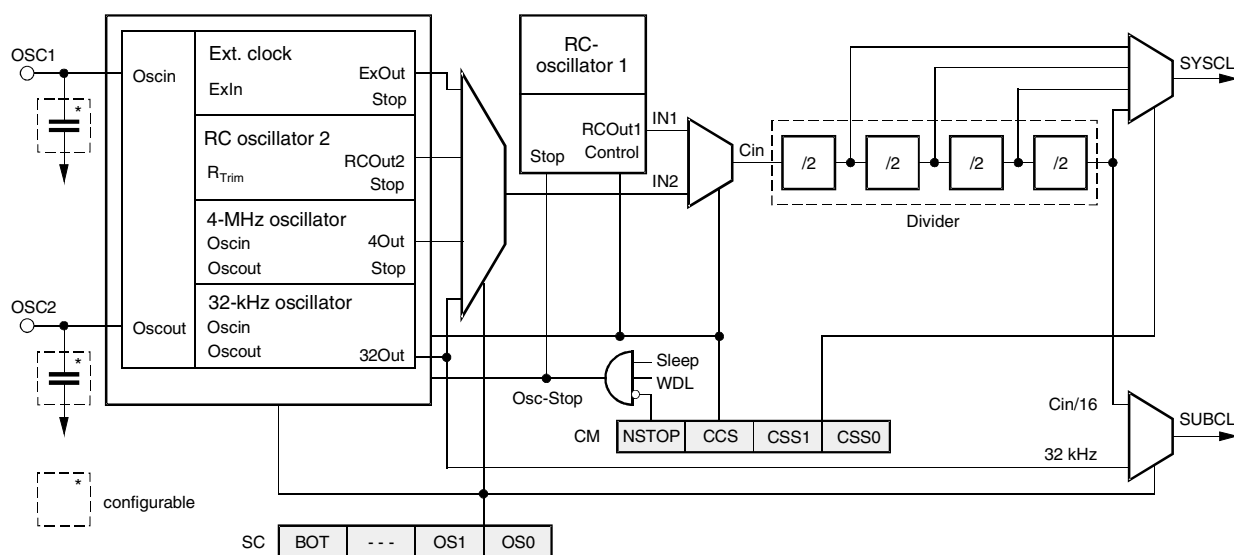 OSC1
*
OSC2
*
*
configurable
Oscin
Oscout
Ext. clock
ExIn
ExOut
Stop
RC oscillator 2
RTrim
RCOut2
Stop
4-MHz oscillator
Oscin
Oscout
4Out
Stop
32-kHz oscillator
Oscin
Oscout
32Out
RC-
oscillator 1
RCOut1
Stop
Control
IN1
IN2
Cin
/2
/2
/2
/2
Divider
SYSCL
Sleep
WDL
Osc-Stop
CM
NSTOP
CCS
CSS1
CSS0
Cin/16
32 kHz
SUBCL
SC
BOT
- - -
OS1
OS0